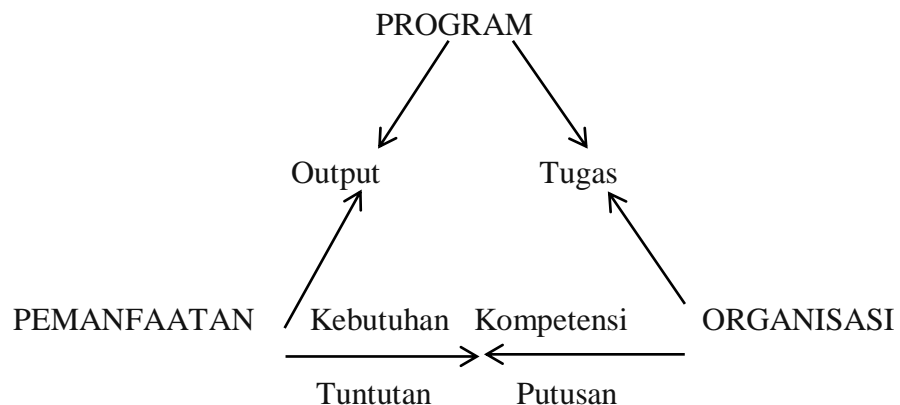 PROGRAM
Output Tugas
PEMANFAATAN Kebutuhan Kompetensi ORGANISASI
Tuntutan Putusan